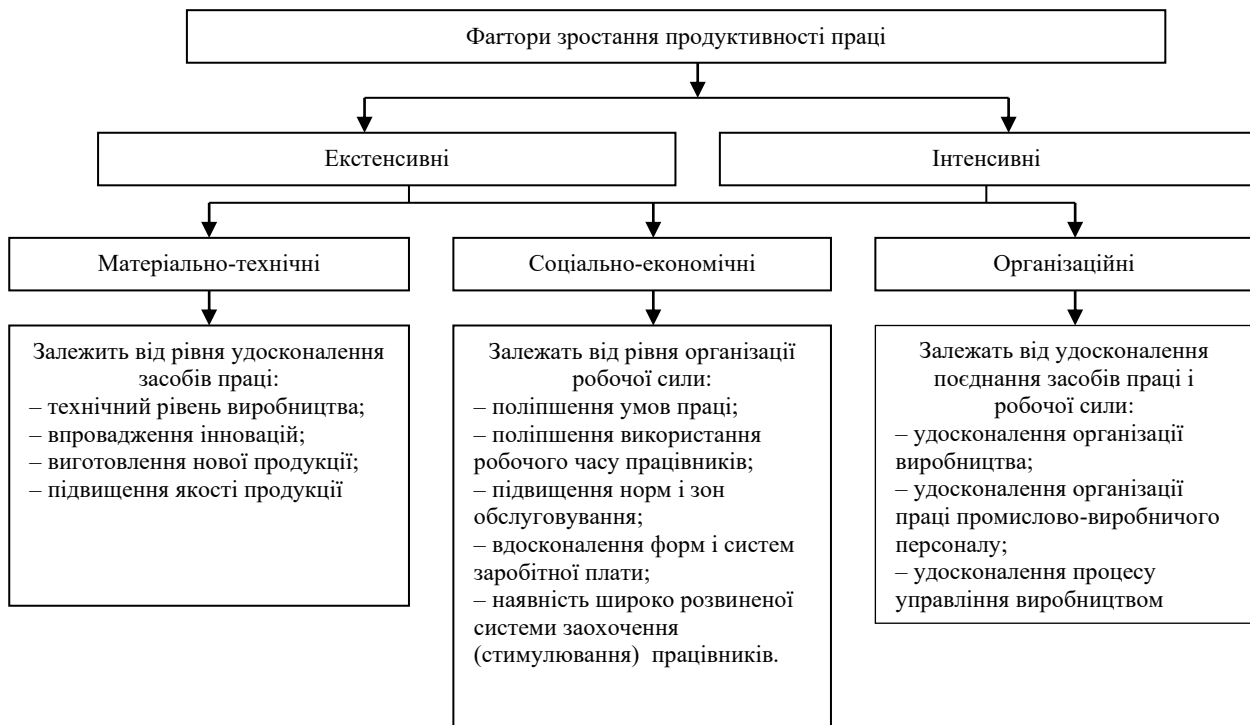 Фагтори зростання продуктивності праці
Екстенсивні
Інтенсивні
Матеріально-технічні
Соціально-економічні
Організаційні
Залежить від рівня удосконалення
засобів праці:
– технічний рівень виробництва;
– впровадження інновацій;
– виготовлення нової продукції;
– підвищення якості продукції
Залежать від рівня організації
робочої сили:
– поліпшення умов праці;
– поліпшення використання
робочого часу працівників;
– підвищення норм і зон
обслуговування;
– вдосконалення форм і систем
заробітної плати;
– наявність широко розвиненої
системи заохочення
(стимулювання) працівників.
Залежать від удосконалення
поєднання засобів праці і
робочої сили:
– удосконалення організації
виробництва;
– удосконалення організації
праці промислово-виробничого
персоналу;
– удосконалення процесу
управління виробництвом